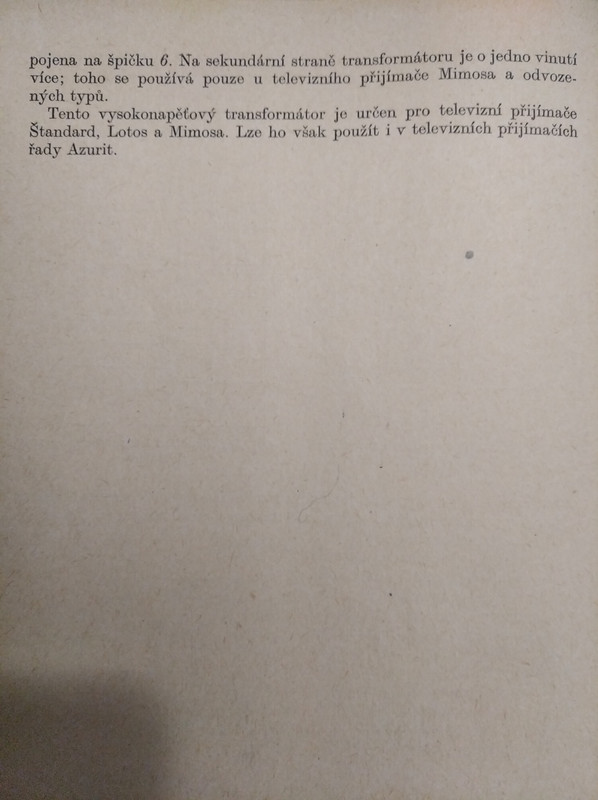 pojena na špičku 6. Na sekundární straně transformátoru je o jedno vinutí
více; toho se používá pouze u televizního přijímače Mimosa a odvoze-
ných typů.
Tento vysokonapěťový transformátor je určen pro televizní přijímače
Štandard, Lotos a Mimosa. Lze ho však použít i v televizních přijímačích
řady Azurit.